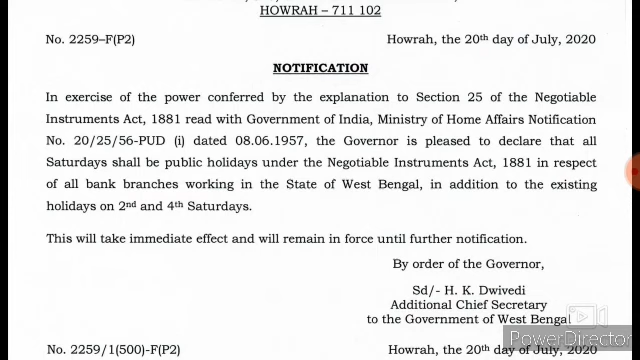 HOWRAH – 711 102
No. 2259–F(P2) Howrah, the 20th day of July, 2020
NOTIFICATION
In exercise of the power conferred by the explanation to Section 25 of the Negotiable
Instruments Act, 1881 read with Government of India, Ministry of Home Affairs Notification
No. 20/25/56-PUD (i) dated 08.06.1957, the Governor is pleased to declare that all
Saturdays shall be public holidays under the Negotiable Instruments Act, 1881 in respect
of all bank branches working in the State of West Bengal, in addition to the existing
holidays on 2nd and 4th Saturdays.
This will take immediate effect and will remain in force until further notification.
By order of the Governor,
Sd/- H. K. Dwivedi
Additional Chief Secretary
to the Government of West Bengal
PowerDirector
No. 2259/1(500)-F(P2) Howrah, the 20th day of July, 2020